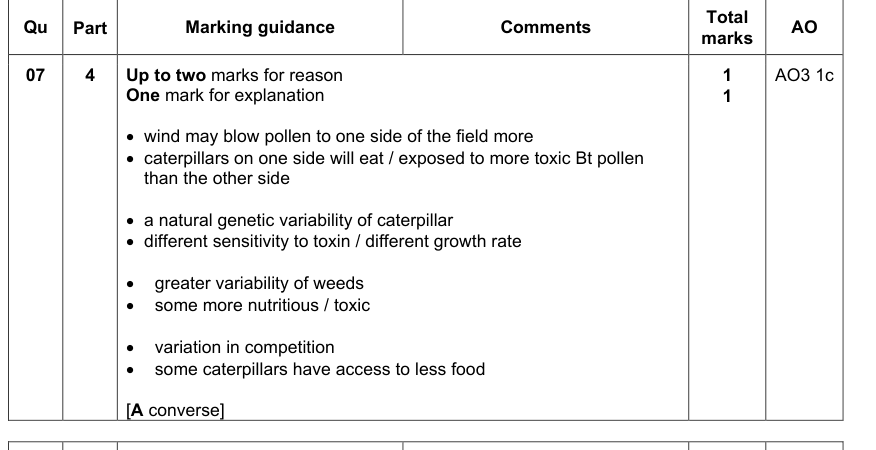 Qu Part Marking guidance Comments Total marks AO
07 4 Up to two marks for reason 1 AO3 1c
One mark for explanation 1
• wind may blow pollen to one side of the field more
• caterpillars on one side will eat / exposed to more toxic Bt pollen
than the other side
• a natural genetic variability of caterpillar
• different sensitivity to toxin / different growth rate
• greater variability of weeds
• some more nutritious / toxic
• variation in competition
• some caterpillars have access to less food
[A converse]